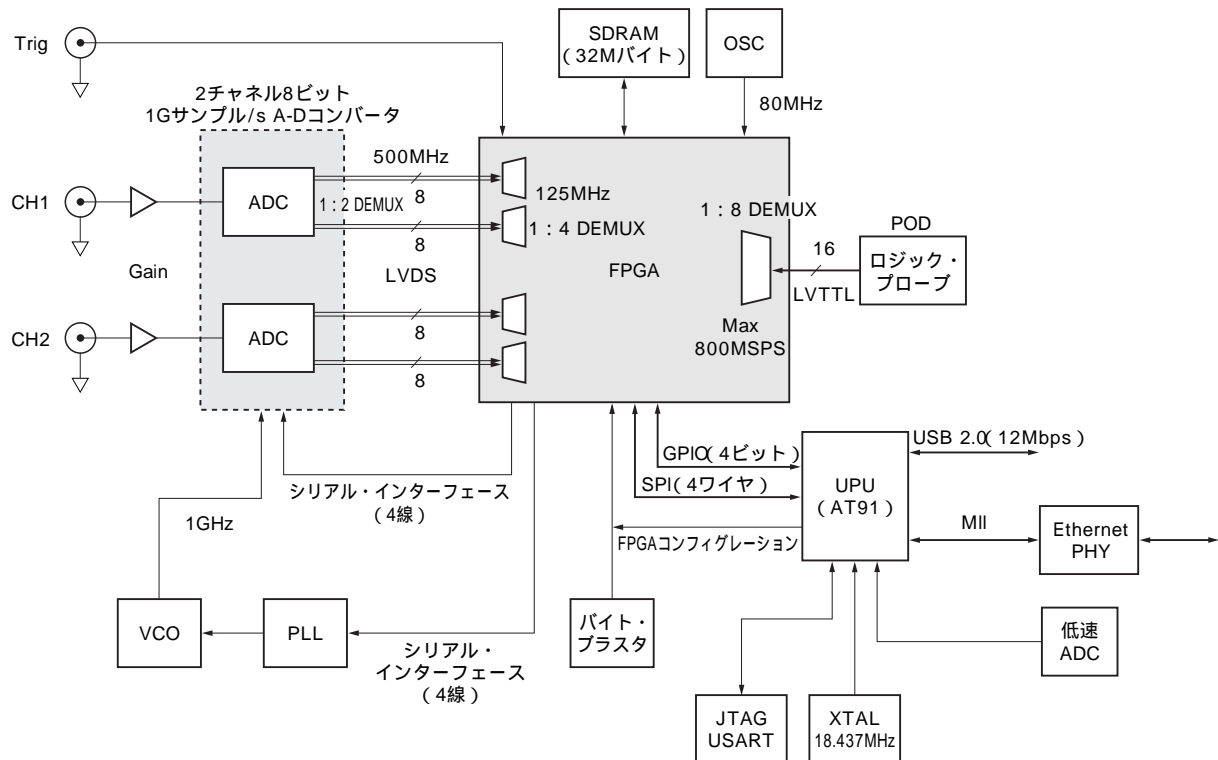 Trig
SDRAM
(32Mバイト)
OSC
80MHz
2チャネル8ビット
1Gサンプル/s A-Dコンバータ
CH1
ADC
500MHz
8
1：2 DEMUX
8
125MHz
1：4 DEMUX
1：8 DEMUX
POD
16
ロジック・
プローブ
LVTTL
Gain
LVDS
FPGA
CH2
ADC
8
8
Max
800MSPS
GPIO(4ビット)
SPI(4ワイヤ)
UPU
(AT91)
USB 2.0(12Mbps)
シリアル・インターフェース
(4線)
1GHz
FPGAコンフィグレーション
MII
Ethernet
PHY
VCO
PLL
バイト・
ブラスタ
低速
ADC
シリアル・
インターフェース
(4線)
JTAG
USART
XTAL
18.437MHz